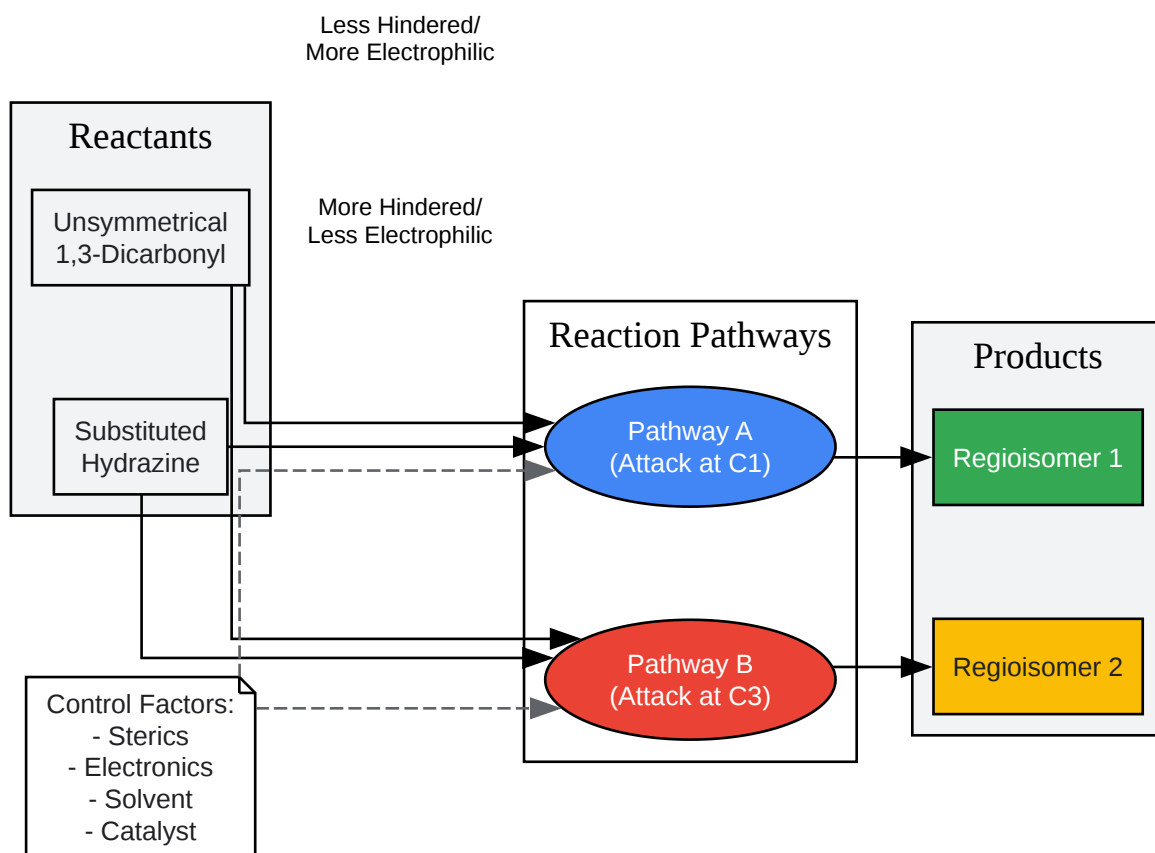 Less Hindered/
More Electrophilic
Reactants
Unsymmetrical
1,3-Dicarbonyl
More Hindered/
Less Electrophilic
Substituted
Hydrazine
Reaction Pathways
Pathway A
(Attack at C1)
Pathway B
(Attack at C3)
Products
Regioisomer 1
Regioisomer 2
Control Factors:
- Sterics
- Electronics
- Solvent
- Catalyst